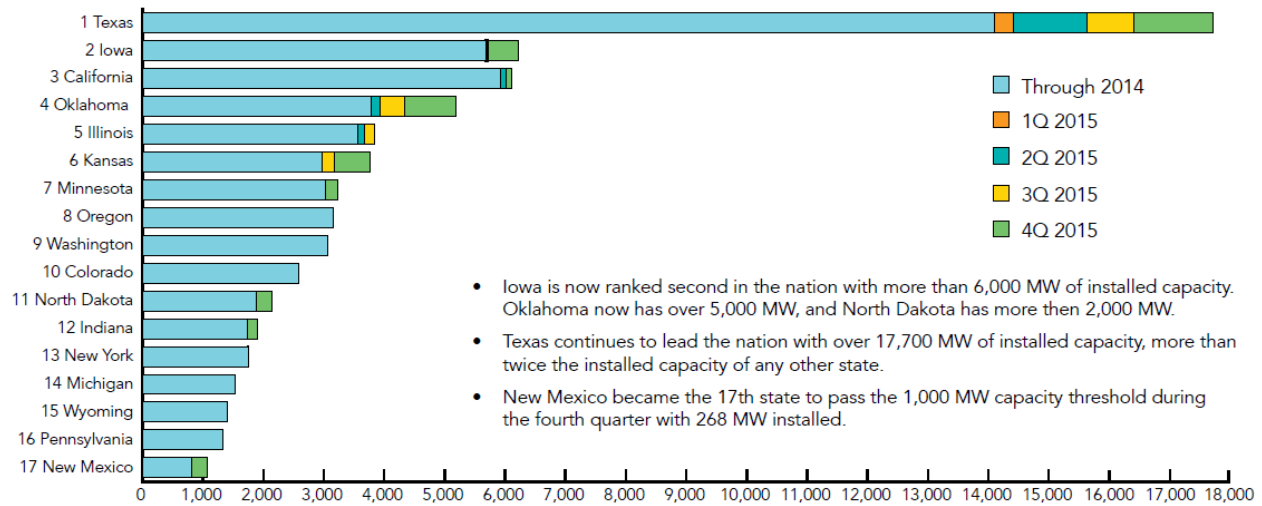 1 Texas
2 Iowa
3 California
4 Oklahoma
5 Illinois
6 Kansas
7 Minnesota
8 Oregon
9 Washington
10 Colorado
11 North Dakota
12 Indiana
13 New York
14 Michigan
15 Wyoming
16 Pennsylvania
17 New Mexico
Through 2014
1Q 2015
2Q 2015
3Q 2015
4Q 2015
• Iowa is now ranked second in the nation with more than 6,000 MW of installed capacity.
Oklahoma now has over 5,000 MW, and North Dakota has more then 2,000 MW.
• Texas continues to lead the nation with over 17,700 MW of installed capacity, more than
twice the installed capacity of any other state.
• New Mexico became the 17th state to pass the 1,000 MW capacity threshold during
the fourth quarter with 268 MW installed.
0 1,000 2,000 3,000 4,000 5,000 6,000 7,000 8,000 9,000 10,000 11,000 12,000 13,000 14,000 15,000 16,000 17,000 18,000